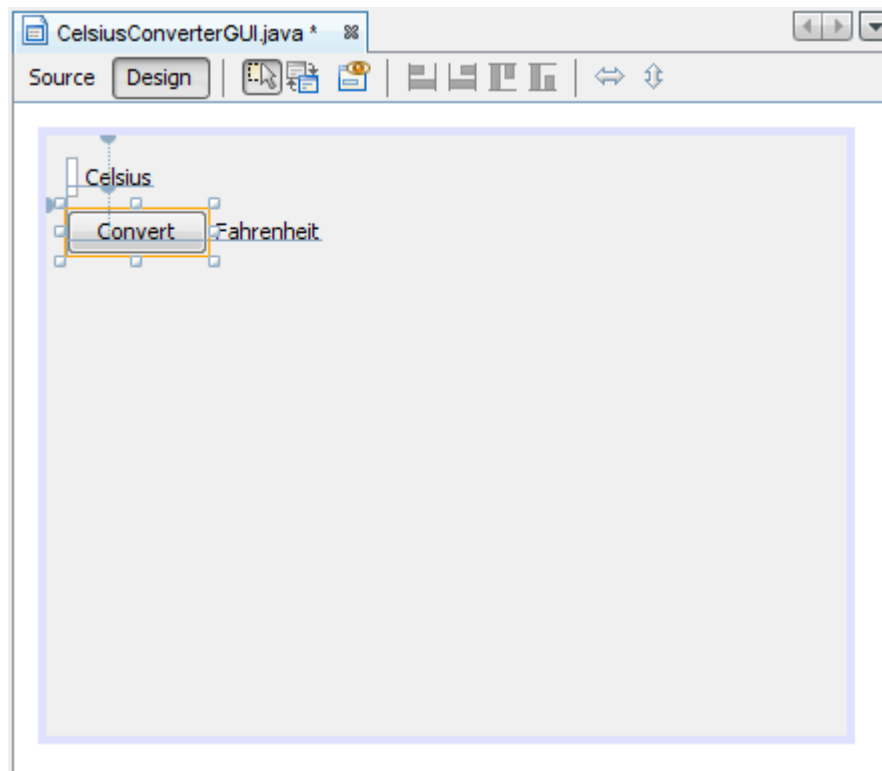 CelsiusConverterGUI.java *
Source Design
Celsius
Convert Fahrenheit